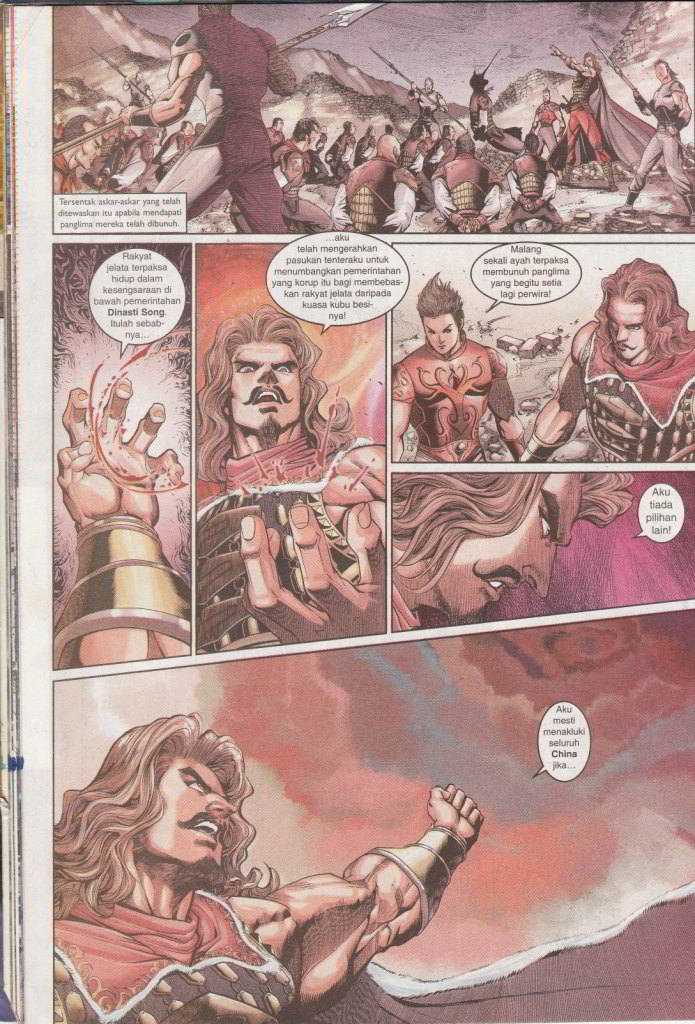 Tersentak askar-askar yang telah
ditewaskan itu apabila mendapati
panglima mereka telah dibunuh.
Rakyat
jelata terpaksa
hidup dalam
kesengsaraan di
bawah pemerintahan
Dinasti Song.
Itulah sebab-
nya…
…aku
telah mengerahkan
pasukan tenteraku untuk
menumbangkan pemerintahan
yang korup itu bagi membebas-
kan rakyat jelata daripada
kuasa kubu besi-
nya!
Malang
sekali ayah terpaksa
membunuh panglima
yang begitu setia
lagi perwira!
Aku
tiada
pilihan
lain!
Aku
mesti
menakluki
seluruh
China
jika…